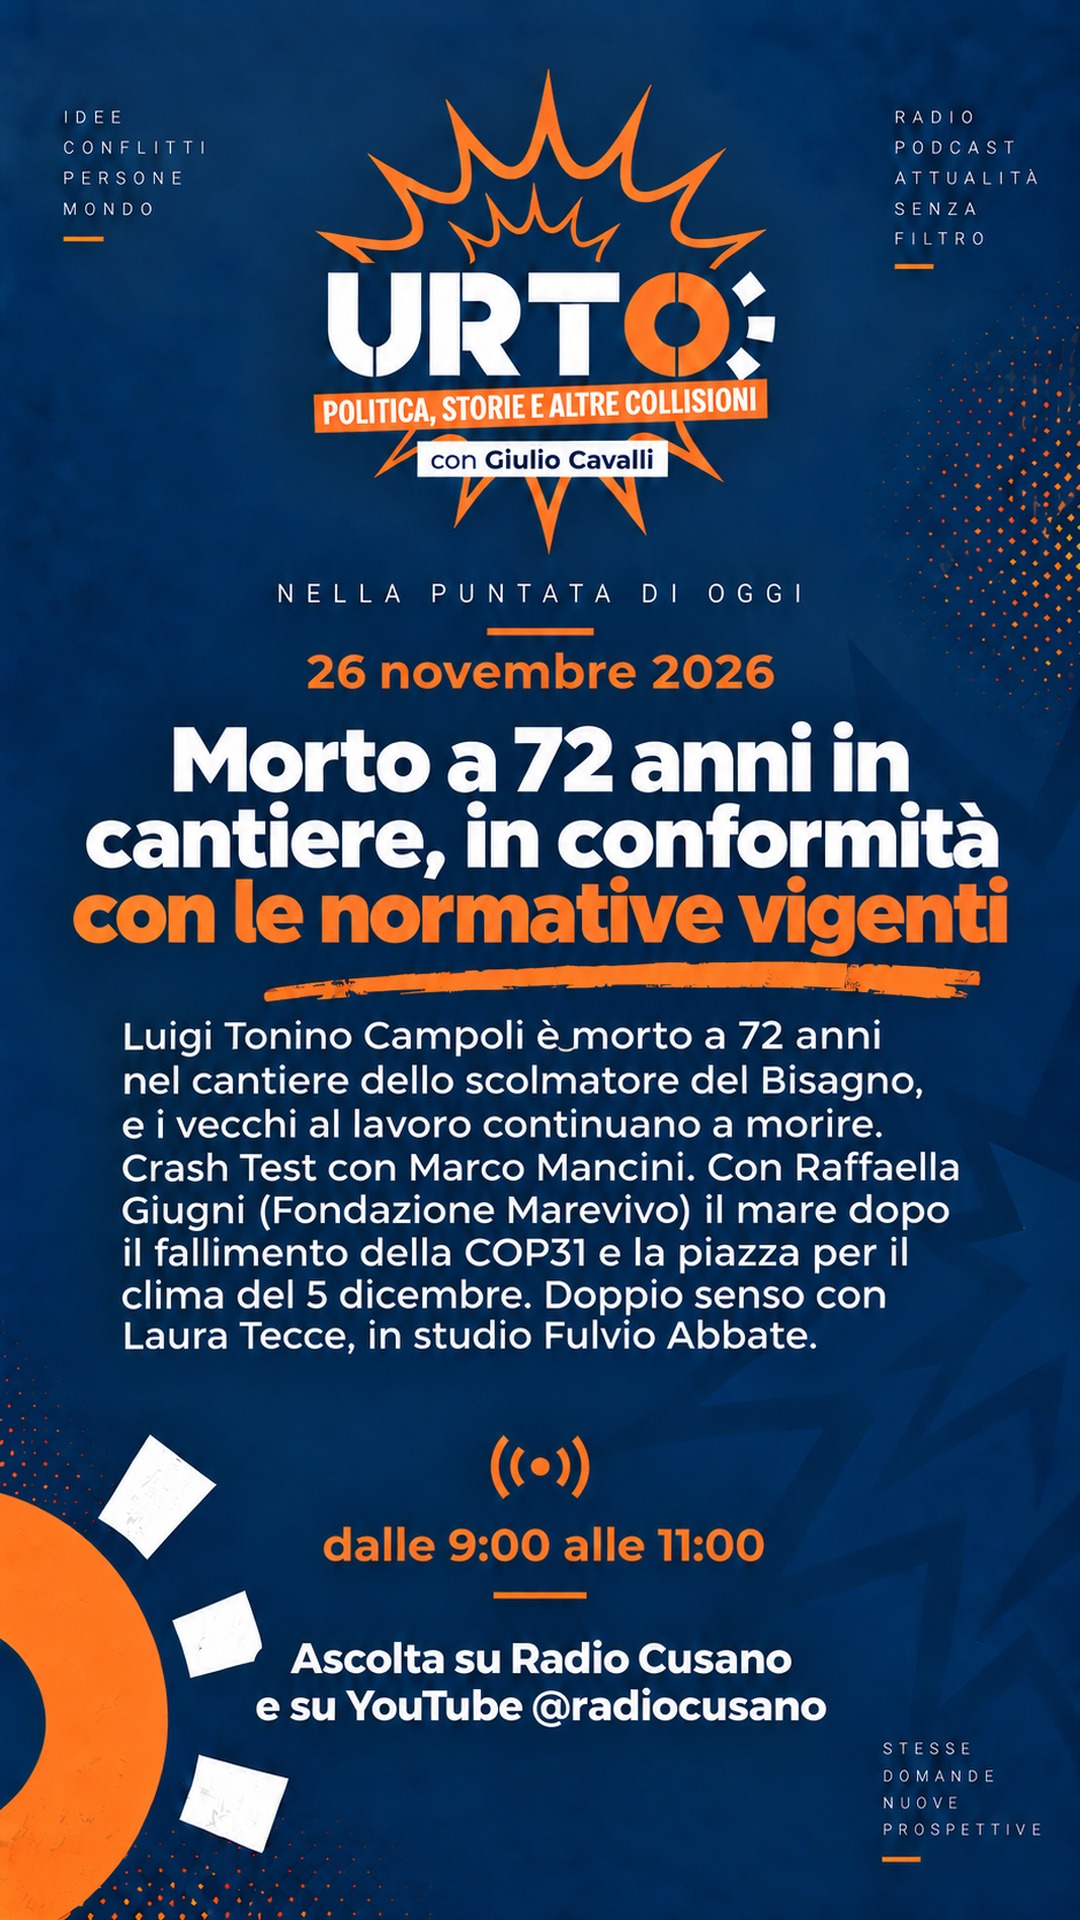 IDEE
CONFLITTI
PERSONE
MONDO
RADIO
PODCAST
ATTUALITÀ
SENZA
FILTRO
URTO
POLITICA, STORIE E ALTRE COLLISIONI
con Giulio Cavalli
NELLA PUNTATA DI OGGI
26 novembre 2026
Morto a 72 anni in
cantiere, in conformità
con le normative vigenti
Luigi Tonino Campoli è morto a 72 anni
nel cantiere dello scolmatore del Bisagno,
e i vecchi al lavoro continuano a morire.
Crash Test con Marco Mancini. Con Raffaella
Giugni (Fondazione Marevivo) il mare dopo
il fallimento della COP31 e la piazza per il
clima del 5 dicembre. Doppio senso con
Laura Tecce, in studio Fulvio Abbate.
dalle 9:00 alle 11:00
Ascolta su Radio Cusano
e su YouTube @radiocusano
STESSE
DOMANDE
NUOVE
PROSPETTIVE